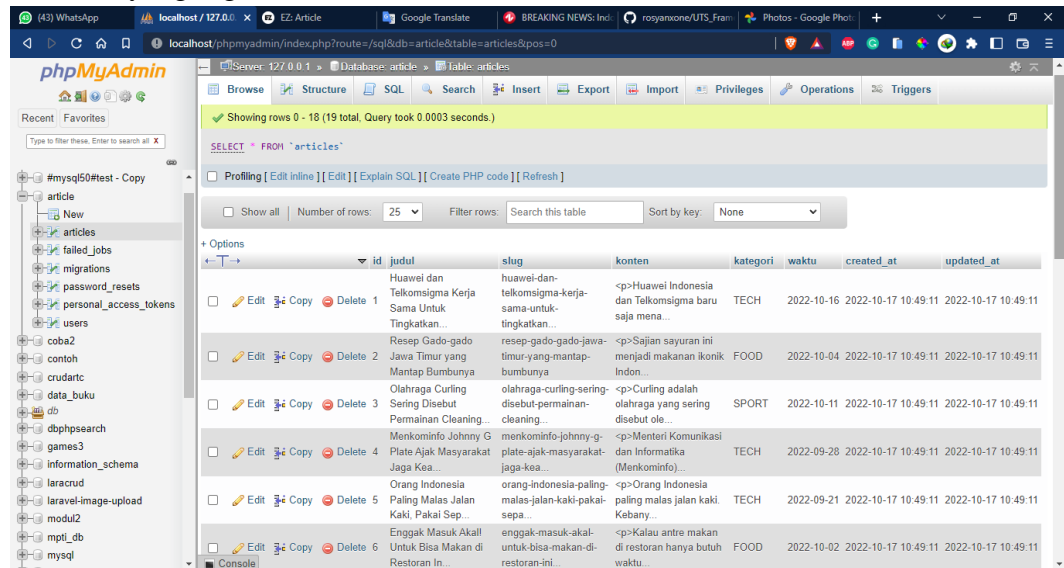 (43) WhatsApp localhost / 127.0.0. EZ: Article Google Translate BREAKING NEWS: Indo rosyanxone/UTS_Fram Photos - Google Photo
localhost/phpmyadmin/index.php?route=/sql&db=article&table=articles&pos=0
phpMyAdmin
Recent Favorites
Type to filter these, Enter to search all X
#mysql50#test - Copy
article
New
articles
failed_jobs
migrations
password_resets
personal_access_tokens
users
coba2
contoh
crudartc
data_buku
db
dbphpsearch
games3
information_schema
laracrud
laravel-image-upload
modul2
mpti_db
mysql
Server: 127.0.0.1 » Database: article » Table: articles
Browse Structure SQL Search Insert Export Import Privileges Operations Triggers
Showing rows 0 - 18 (19 total, Query took 0.0003 seconds.)
SELECT * FROM `articles`
Profiling [ Edit inline ] [ Edit ] [ Explain SQL ] [ Create PHP code ] [ Refresh ]
Show all | Number of rows: 25 Filter rows: Search this table Sort by key: None
+ Options
←T→ id judul slug konten kategori waktu created_at updated_at
Huawei dan huawei-dan-
Telkomsigma Kerja telkomsigma-kerja- <p>Huawei Indonesia
Edit Copy Delete 1 Sama Untuk sama-untuk- dan Telkomsigma baru TECH 2022-10-16 2022-10-17 10:49:11 2022-10-17 10:49:11
Tingkatkan... tingkatkan... saja mena...
Resep Gado-gado resep-gado-gado-jawa- <p>Sajian sayuran ini
Edit Copy Delete 2 Jawa Timur yang timur-yang-mantap- menjadi makanan ikonik FOOD 2022-10-04 2022-10-17 10:49:11 2022-10-17 10:49:11
Mantap Bumbunya bumbunya Indon...
Olahraga Curling olahraga-curling-sering- <p>Curling adalah
Edit Copy Delete 3 Sering Disebut disebut-permainan- olahraga yang sering SPORT 2022-10-11 2022-10-17 10:49:11 2022-10-17 10:49:11
Permainan Cleaning... cleaning... disebut ole...
Menkominfo Johnny G menkominfo-johnny-g- <p>Menteri Komunikasi
Edit Copy Delete 4 Plate Ajak Masyarakat plate-ajak-masyarakat- dan Informatika TECH 2022-09-28 2022-10-17 10:49:11 2022-10-17 10:49:11
Jaga Kea... jaga-kea... (Menkominfo)...
Orang Indonesia orang-indonesia-paling- <p>Orang Indonesia
Edit Copy Delete 5 Paling Malas Jalan malas-jalan-kaki-pakai- paling malas jalan kaki. TECH 2022-09-21 2022-10-17 10:49:11 2022-10-17 10:49:11
Kaki, Pakai Sep... sepa... Kebany...
Enggak Masuk Akal! enggak-masuk-akal- <p>Kalau antre makan
Edit Copy Delete 6 Untuk Bisa Makan di untuk-bisa-makan-di- di restoran hanya butuh FOOD 2022-10-02 2022-10-17 10:49:11 2022-10-17 10:49:11
Restoran In... restoran-ini... waktu...
Console